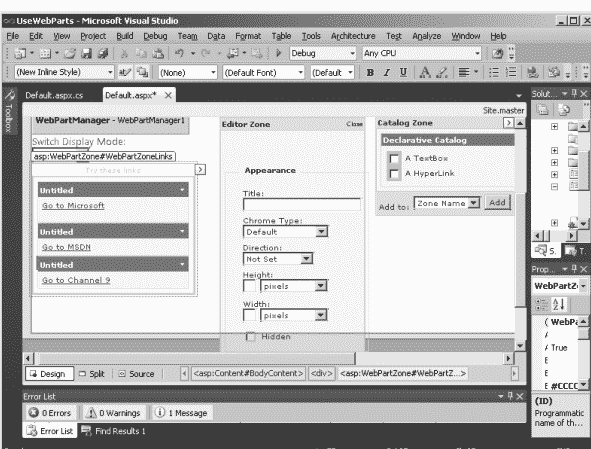 UseWebParts - Microsoft Visual Studio
File Edit View Project Build Debug Team Data Format Table Tools Architecture Test Analyze Window Help
Debug Any CPU
(New Inline Style) (None) (Default Font) (Default B I U A
Default.aspx.cs Default.aspx* Solut...
Toolbox
Site.master
WebPartManager - WebPartManager1
Switch Display Mode:
asp:WebPartZone#WebPartZoneLinks
Try these links
Untitled
Go to Microsoft
Untitled
Go to MSDN
Untitled
Go to Channel 9
Editor Zone Close
Appearance
Title:
Chrome Type:
Default
Direction:
Not Set
Height:
pixels
Width:
pixels
Hidden
Catalog Zone
Declarative Catalog
A TextBox
A HyperLink
Add to: Zone Name Add
S. T.
Prop...
WebPartZ
( WebPa
/
/ True
E
E
E #CCCC
(ID)
Programmatic
name of th...
Design Split Source <asp:Content#BodyContent> <div> <asp:WebPartZone#WebPartZ...>
Error List
0 Errors 0 Warnings 1 Message
Error List Find Results 1